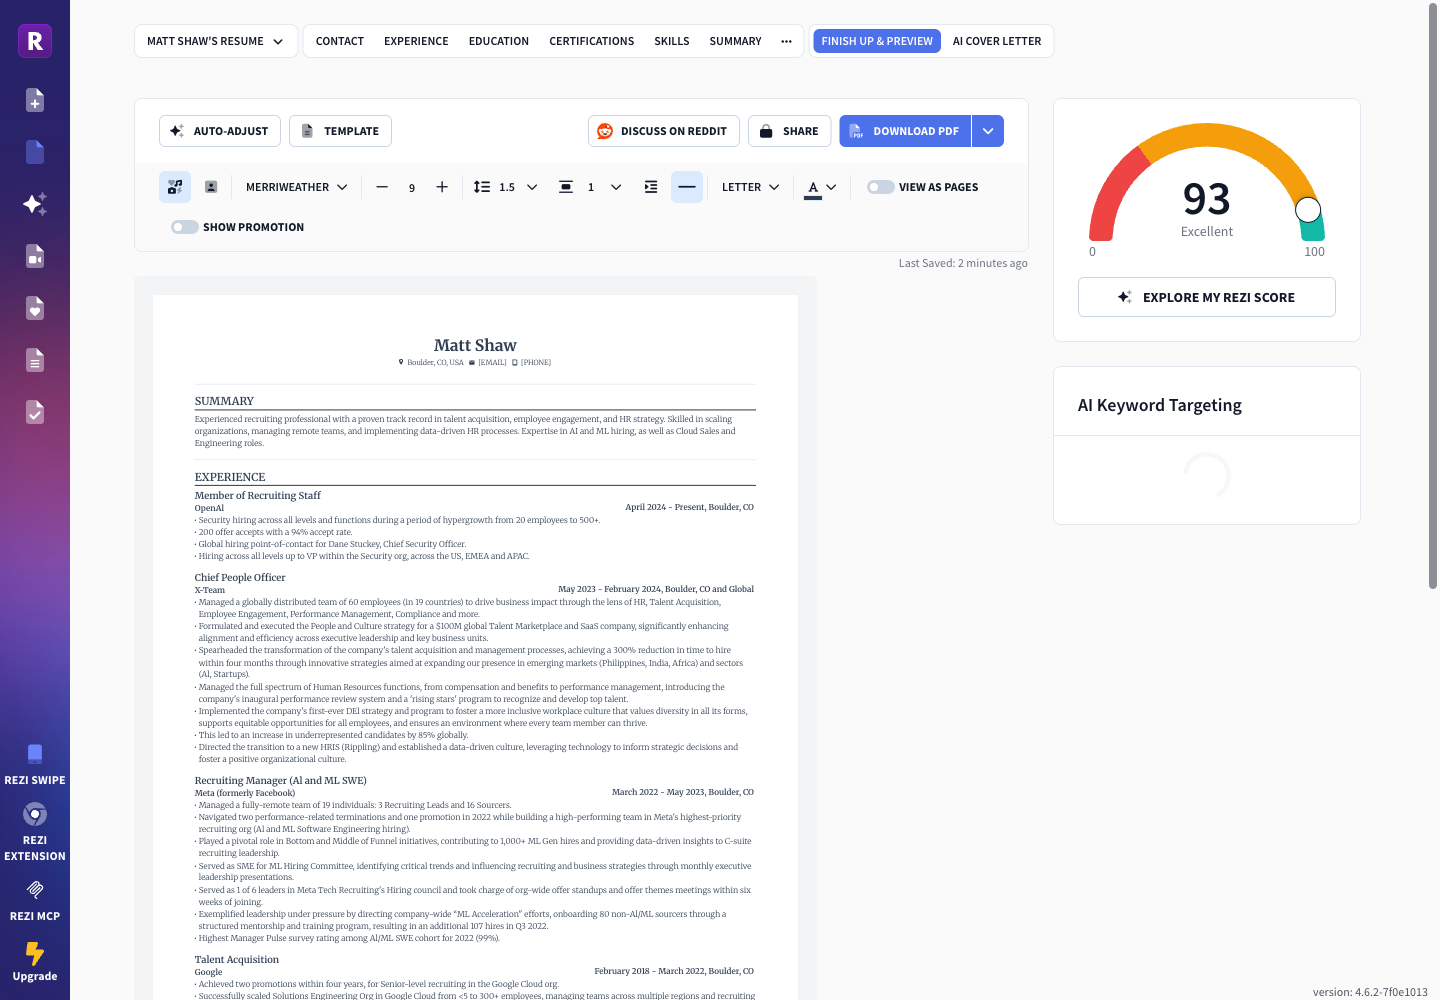 R
MATT SHAW'S RESUME
CONTACT EXPERIENCE EDUCATION CERTIFICATIONS SKILLS SUMMARY ...
FINISH UP & PREVIEW AI COVER LETTER
AUTO-ADJUST TEMPLATE DISCUSS ON REDDIT SHARE PDF DOWNLOAD PDF
MERRIWEATHER 9 1.5 1 LETTER A VIEW AS PAGES
SHOW PROMOTION
Last Saved: 2 minutes ago
Matt Shaw
Boulder, CO, USA [EMAIL] [PHONE]
SUMMARY
Experienced recruiting professional with a proven track record in talent acquisition, employee engagement, and HR strategy. Skilled in scaling
organizations, managing remote teams, and implementing data-driven HR processes. Expertise in AI and ML hiring, as well as Cloud Sales and
Engineering roles.
EXPERIENCE
Member of Recruiting Staff
OpenAI April 2024 – Present, Boulder, CO
• Security hiring across all levels and functions during a period of hypergrowth from 20 employees to 500+.
• 200 offer accepts with a 94% accept rate.
• Global hiring point-of-contact for Dane Stuckey, Chief Security Officer.
• Hiring across all levels up to VP within the Security org, across the US, EMEA and APAC.
Chief People Officer
X-Team May 2023 – February 2024, Boulder, CO and Global
• Managed a globally distributed team of 60 employees (in 19 countries) to drive business impact through the lens of HR, Talent Acquisition,
Employee Engagement, Performance Management, Compliance and more.
• Formulated and executed the People and Culture strategy for a $100M global Talent Marketplace and SaaS company, significantly enhancing
alignment and efficiency across executive leadership and key business units.
• Spearheaded the transformation of the company's talent acquisition and management processes, achieving a 300% reduction in time to hire
within four months through innovative strategies aimed at expanding our presence in emerging markets (Philippines, India, Africa) and sectors
(AI, Startups).
• Managed the full spectrum of Human Resources functions, from compensation and benefits to performance management, introducing the
company's inaugural performance review system and a 'rising stars' program to recognize and develop top talent.
• Implemented the company's first-ever DEI strategy and program to foster a more inclusive workplace culture that values diversity in all its forms,
supports equitable opportunities for all employees, and ensures an environment where every team member can thrive.
• This led to an increase in underrepresented candidates by 85% globally.
• Directed the transition to a new HRIS (Rippling) and established a data-driven culture, leveraging technology to inform strategic decisions and
foster a positive organizational culture.
Recruiting Manager (AI and ML SWE)
Meta (formerly Facebook) March 2022 – May 2023, Boulder, CO
• Managed a fully-remote team of 19 individuals: 3 Recruiting Leads and 16 Sourcers.
• Navigated two performance-related terminations and one promotion in 2022 while building a high-performing team in Meta's highest-priority
recruiting org (AI and ML Software Engineering hiring).
• Played a pivotal role in Bottom and Middle of Funnel initiatives, contributing to 1,000+ ML Gen hires and providing data-driven insights to C-suite
recruiting leadership.
• Served as SME for ML Hiring Committee, identifying critical trends and influencing recruiting and business strategies through monthly executive
leadership presentations.
• Served as 1 of 6 leaders in Meta Tech Recruiting's Hiring council and took charge of org-wide offer standups and offer themes meetings within six
weeks of joining.
• Exemplified leadership under pressure by directing company-wide “ML Acceleration” efforts, onboarding 80 non-AI/ML sourcers through a
structured mentorship and training program, resulting in an additional 107 hires in Q3 2022.
• Highest Manager Pulse survey rating among AI/ML SWE cohort for 2022 (99%).
Talent Acquisition
Google February 2018 – March 2022, Boulder, CO
• Achieved two promotions within four years, for Senior-level recruiting in the Google Cloud org.
• Successfully scaled Solutions Engineering Org in Google Cloud from <5 to 300+ employees, managing teams across multiple regions and recruiting
93
Excellent
0 100
EXPLORE MY REZI SCORE
AI Keyword Targeting
REZI SWIPE
REZI
EXTENSION
REZI MCP
Upgrade
version: 4.6.2-7f0e1013